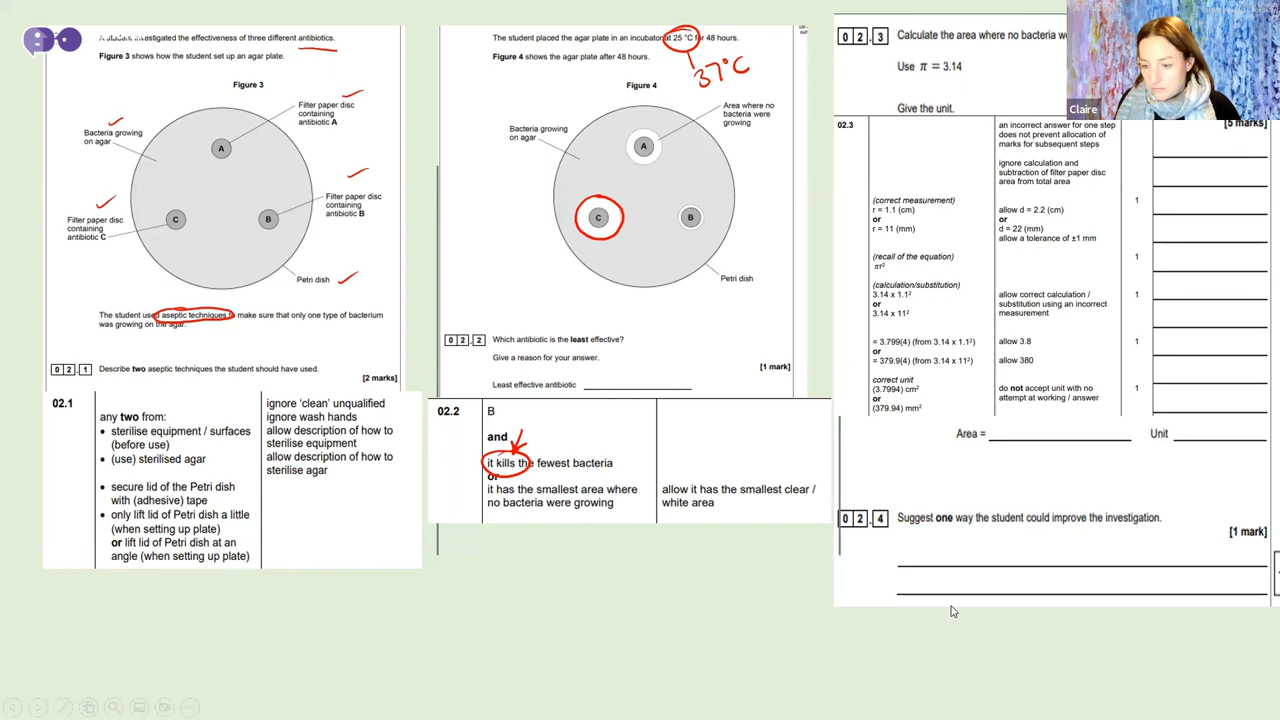 A student investigated the effectiveness of three different antibiotics.
Figure 3 shows how the student set up an agar plate.
Figure 3
Filter paper disc
containing
antibiotic A
Bacteria growing
on agar
A
Filter paper disc
containing
antibiotic B
Filter paper disc
containing
antibiotic C
C
B
Petri dish
The student used aseptic techniques to make sure that only one type of bacterium
was growing on the agar.
0 2 . 1 Describe two aseptic techniques the student should have used.
[2 marks]
02.1
any two from:
• sterilise equipment / surfaces
(before use)
• (use) sterilised agar
• secure lid of the Petri dish
with (adhesive) tape
• only lift lid of Petri dish a little
(when setting up plate)
or lift lid of Petri dish at an
angle (when setting up plate)
ignore 'clean' unqualified
ignore wash hands
allow description of how to
sterilise equipment
allow description of how to
sterilise agar
The student placed the agar plate in an incubator at 25 °C for 48 hours.
37°C
Figure 4 shows the agar plate after 48 hours.
Figure 4
Area where no
bacteria were
growing
Bacteria growing
on agar
A
C
B
Petri dish
0 2 . 2 Which antibiotic is the least effective?
Give a reason for your answer.
[1 mark]
Least effective antibiotic
02.2
B
and
it kills the fewest bacteria
or
it has the smallest area where
no bacteria were growing
allow it has the smallest clear /
white area
0 2 . 3 Calculate the area where no bacteria we
Use π = 3.14
Give the unit.
[5 marks]
Claire
02.3
an incorrect answer for one step
does not prevent allocation of
marks for subsequent steps
ignore calculation and
subtraction of filter paper disc
area from total area
(correct measurement)
r = 1.1 (cm)
or
r = 11 (mm)
allow d = 2.2 (cm)
or
d = 22 (mm)
allow a tolerance of ±1 mm
1
(recall of the equation)
πr²
1
(calculation/substitution)
3.14 x 1.1²
or
3.14 x 11²
allow correct calculation /
substitution using an incorrect
measurement
1
= 3.799(4) (from 3.14 x 1.1²)
or
= 379.9(4) (from 3.14 x 11²)
allow 3.8
allow 380
1
correct unit
(3.7994) cm²
or
(379.94) mm²
do not accept unit with no
attempt at working / answer
1
Area = Unit
0 2 . 4 Suggest one way the student could improve the investigation.
[1 mark]